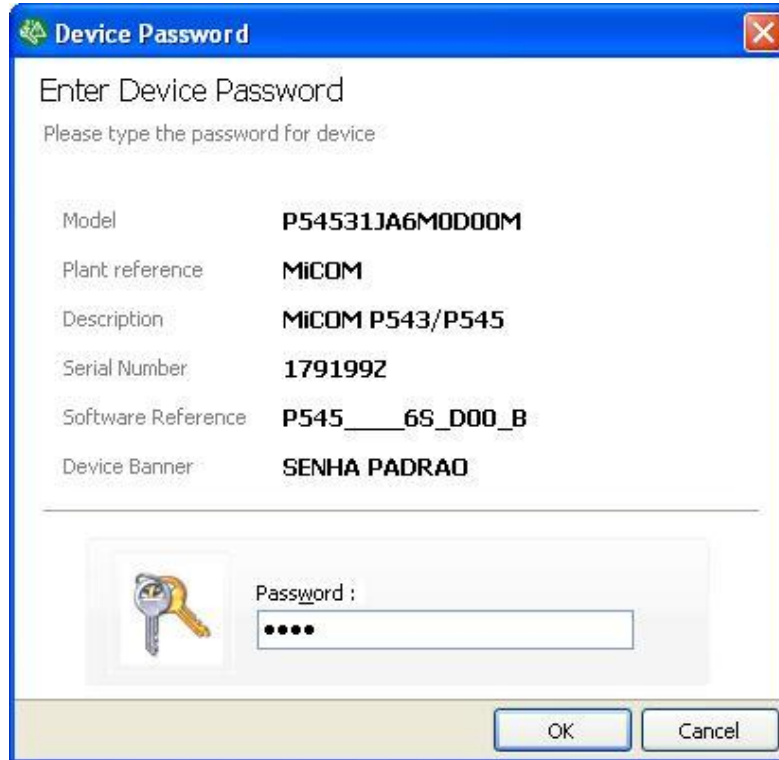 Device Password
Enter Device Password
Please type the password for device
Model P54531JA6M0D00M
Plant reference MiCOM
Description MiCOM P543/P545
Serial Number 179199Z
Software Reference P545____6S_D00_B
Device Banner SENHA PADRAO
Password :
••••
OK Cancel